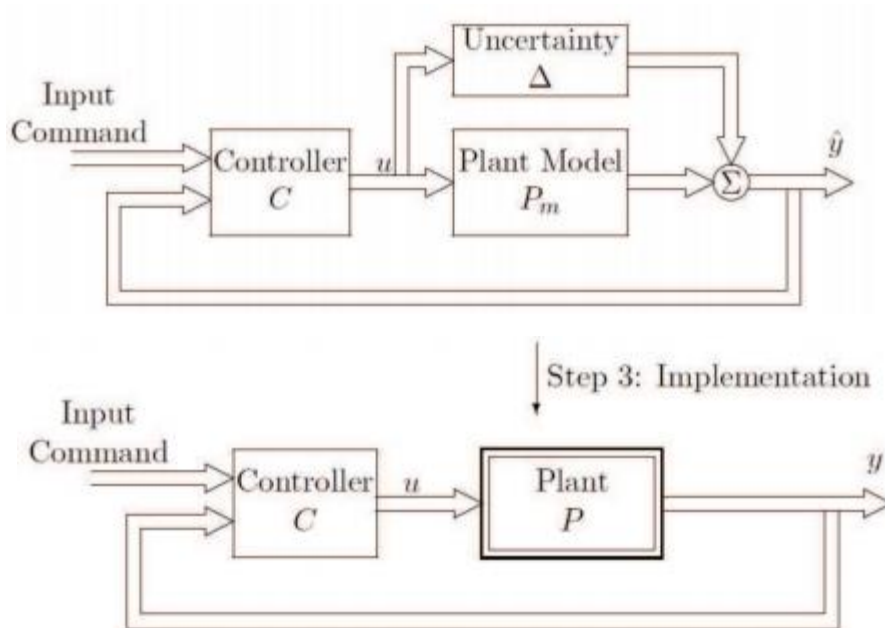 Uncertainty
Δ
Input
Command
Controller
C
u
Plant Model
P_m
Σ
ŷ
Step 3: Implementation
Input
Command
Controller
C
u
Plant
P
y